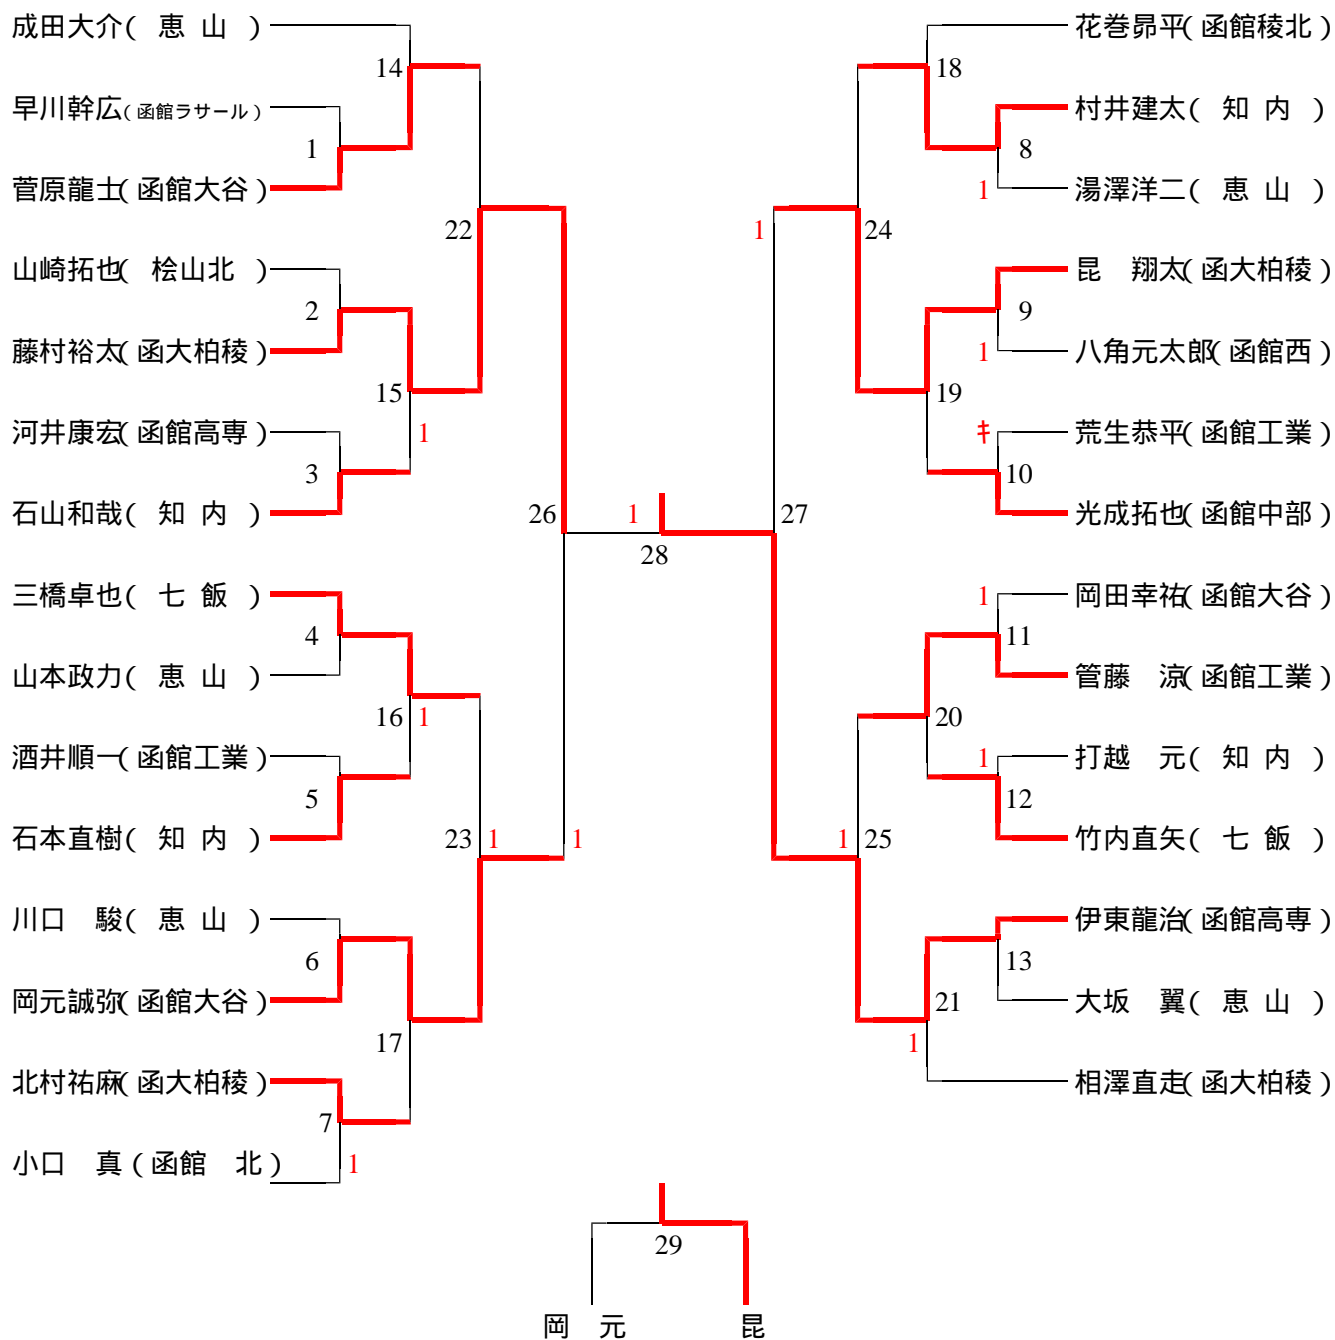 成田大介( 恵 山 )
14
早川幹広(函館ラサール)
1
菅原龍士(函館大谷)
22
山崎拓也( 桧山北 )
2
藤村裕太(函大柏稜)
15
河井康宏(函館高専)
1
3
石山和哉( 知 内 )
26
三橋卓也( 七 飯 )
4
山本政力( 恵 山 )
16
1
酒井順一(函館工業)
5
石本直樹( 知 内 )
23
1
1
川口 駿( 恵 山 )
6
岡元誠弥(函館大谷)
17
北村祐麻(函大柏稜)
7
小口 真(函館 北)
1
1
28
花巻昴平(函館稜北)
18
村井建太( 知 内 )
8
湯澤洋二( 恵 山 )
1
1
24
昆 翔太(函大柏稜)
9
八角元太郎(函館西)
1
19
荒生恭平(函館工業)
キ
10
光成拓也(函館中部)
27
岡田幸祐(函館大谷)
1
11
管藤 涼(函館工業)
20
打越 元( 知 内 )
1
12
竹内直矢( 七 飯 )
1
25
伊東龍治(函館高専)
13
大坂 翼( 恵 山 )
21
1
相澤直走(函大柏稜)
29
岡 元 昆